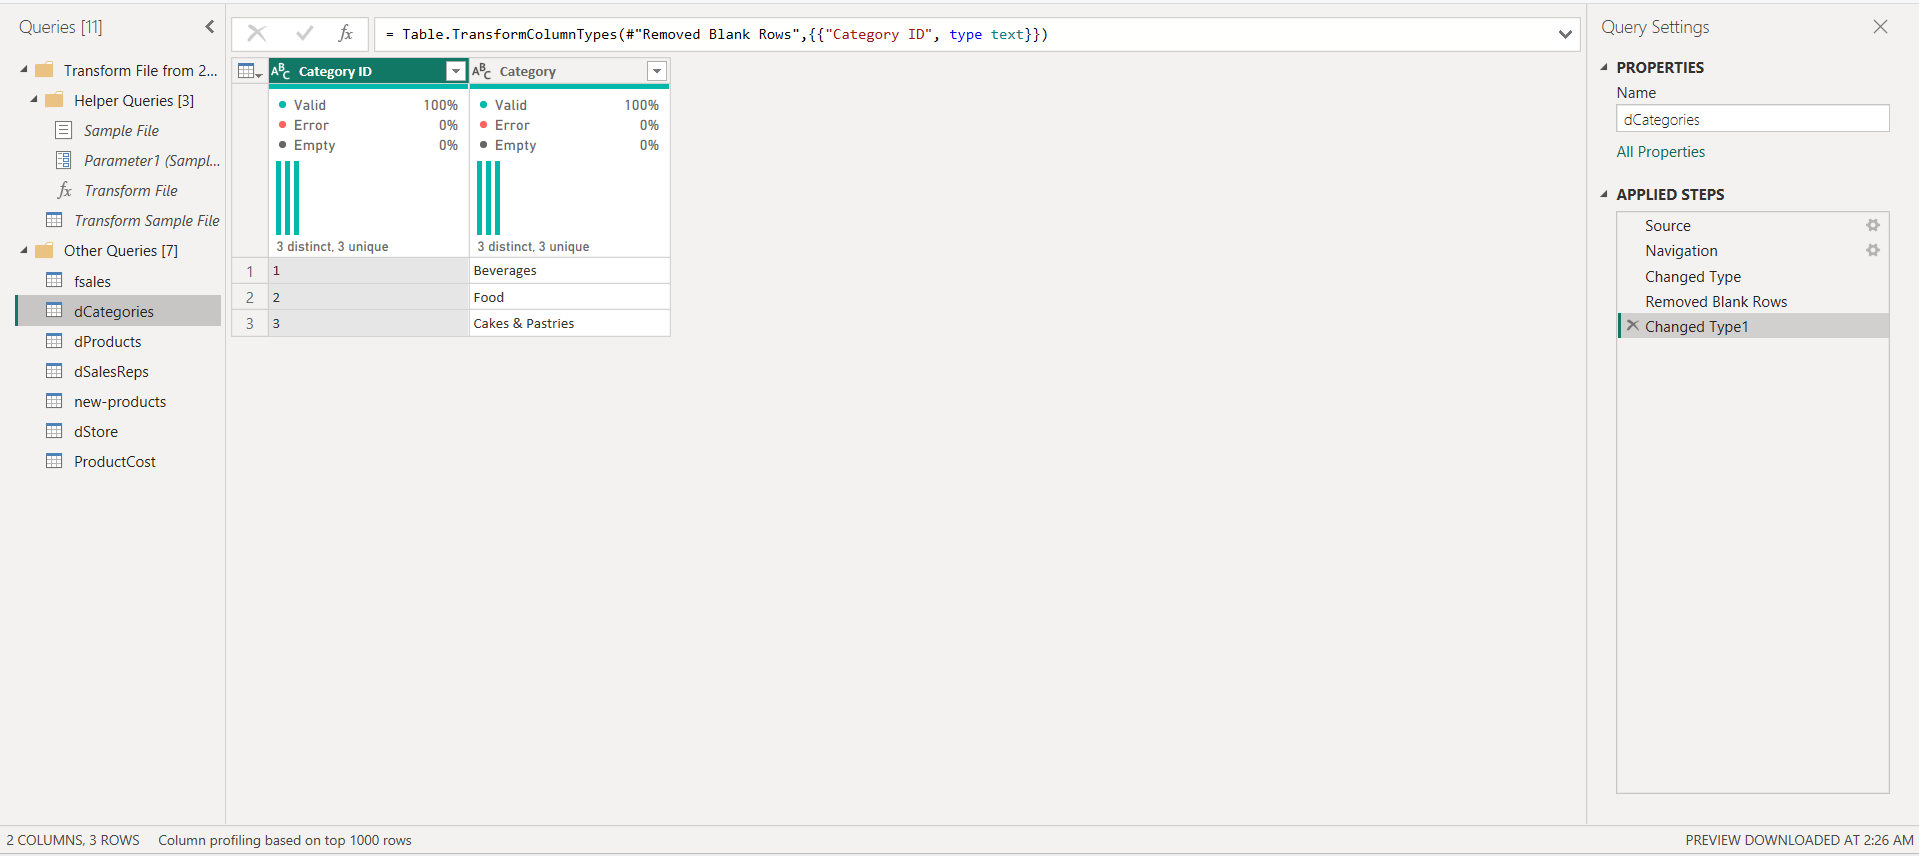 Queries [11]
Transform File from 2...
Helper Queries [3]
Sample File
Parameter1 (Sampl...
fx Transform File
Transform Sample File
Other Queries [7]
fsales
dCategories
dProducts
dSalesReps
new-products
dStore
ProductCost
fx = Table.TransformColumnTypes(#"Removed Blank Rows",{{"Category ID", type text}})
ABC Category ID ABC Category
Valid 100% Valid 100%
Error 0% Error 0%
Empty 0% Empty 0%
3 distinct, 3 unique 3 distinct, 3 unique
1 1 Beverages
2 2 Food
3 3 Cakes & Pastries
Query Settings
PROPERTIES
Name
dCategories
All Properties
APPLIED STEPS
Source
Navigation
Changed Type
Removed Blank Rows
Changed Type1
2 COLUMNS, 3 ROWS Column profiling based on top 1000 rows PREVIEW DOWNLOADED AT 2:26 AM